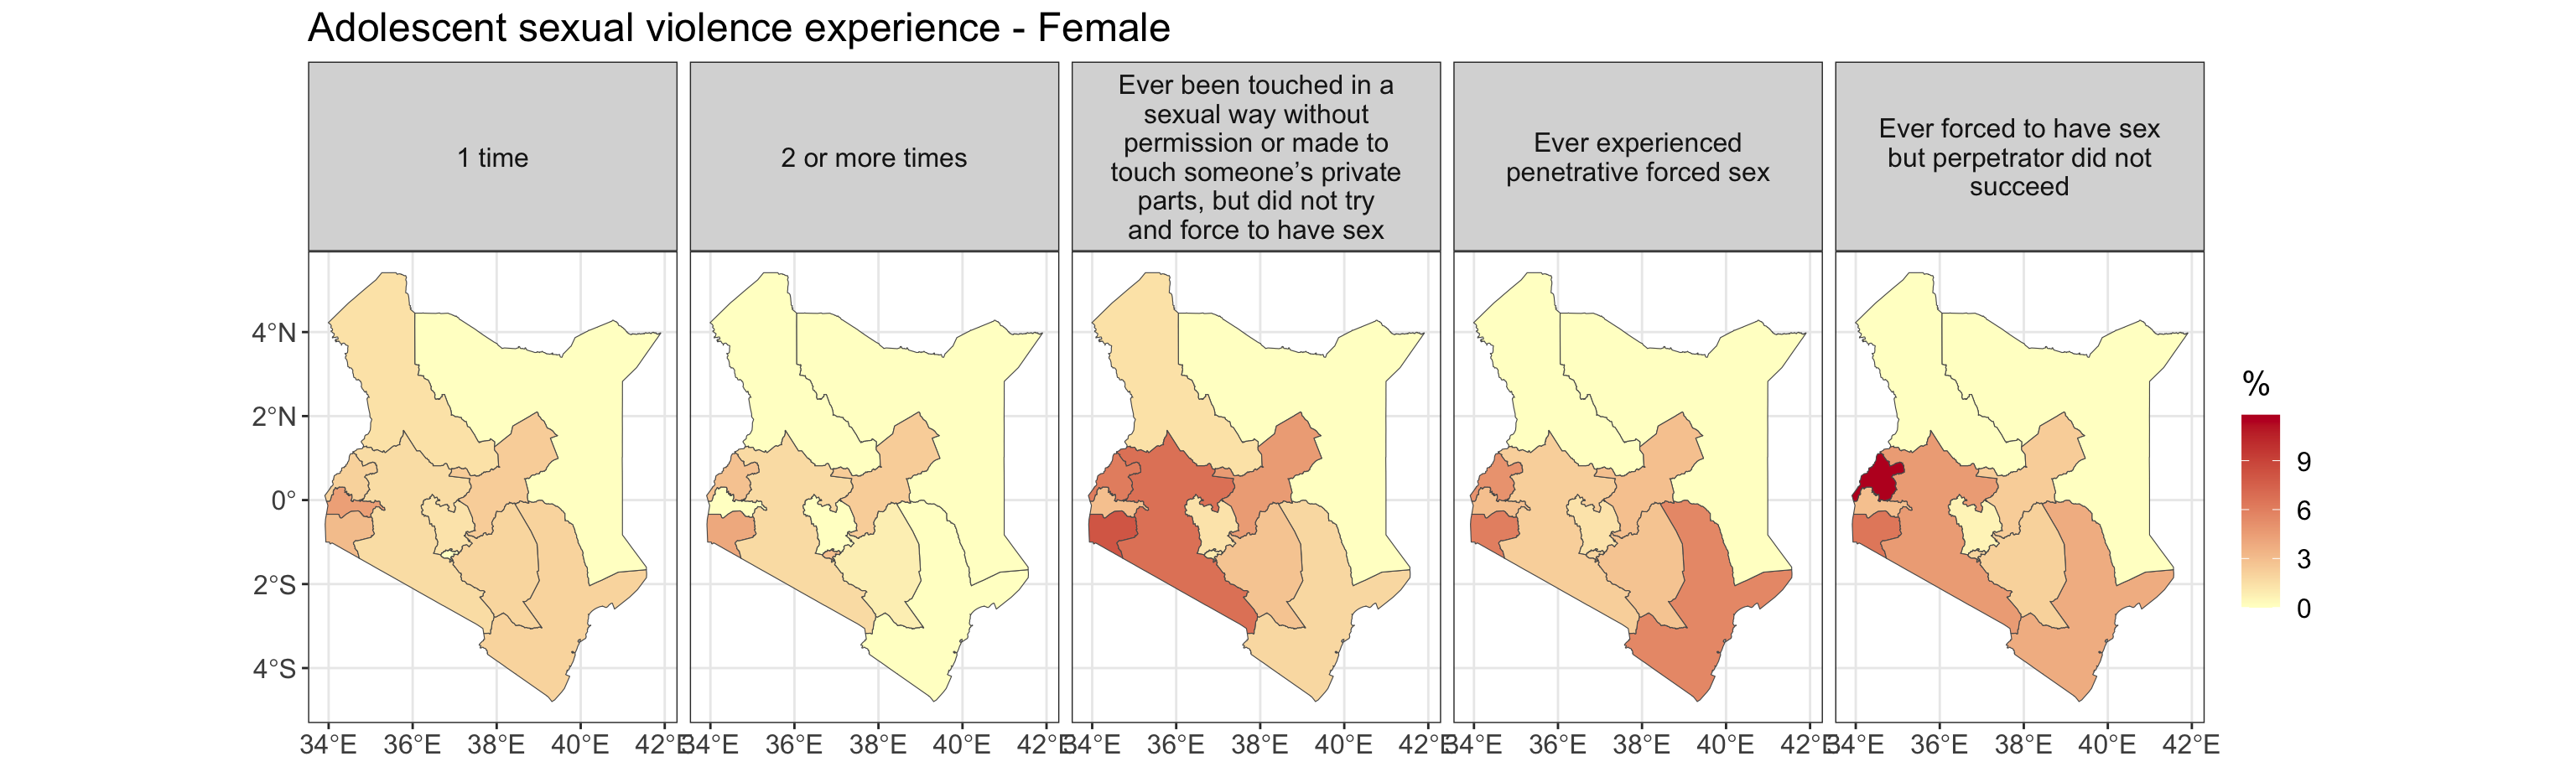 Adolescent sexual violence experience - Female
1 time
2 or more times
Ever been touched in a
sexual way without
permission or made to
touch someone’s private
parts, but did not try
and force to have sex
Ever experienced
penetrative forced sex
Ever forced to have sex
but perpetrator did not
succeed
4°N
2°N
0°
2°S
4°S
34°E 36°E 38°E 40°E 42°E
34°E 36°E 38°E 40°E 42°E
34°E 36°E 38°E 40°E 42°E
34°E 36°E 38°E 40°E 42°E
34°E 36°E 38°E 40°E 42°E
%
9
6
3
0